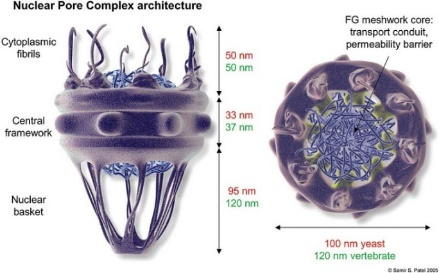 Nuclear Pore Complex architecture
Cytoplasmic
fibrils
Central
framework
Nuclear
basket
50 nm
50 nm
33 nm
37 nm
95 nm
120 nm
FG meshwork core:
transport conduit,
permeability barrier
100 nm yeast
120 nm vertebrate
© Samir S. Patel 2005